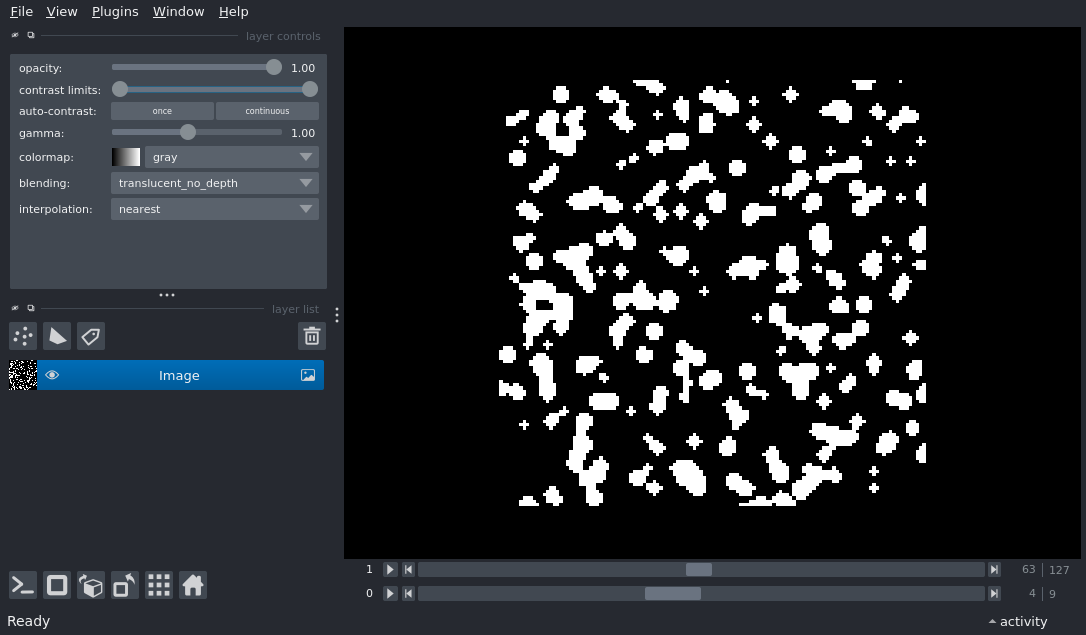 File View Plugins Window Help
layer controls
opacity: 1.00
contrast limits:
auto-contrast: once continuous
gamma: 1.00
colormap: gray
blending: translucent_no_depth
interpolation: nearest
layer list
Image
1 63 127
0 4 9
Ready activity